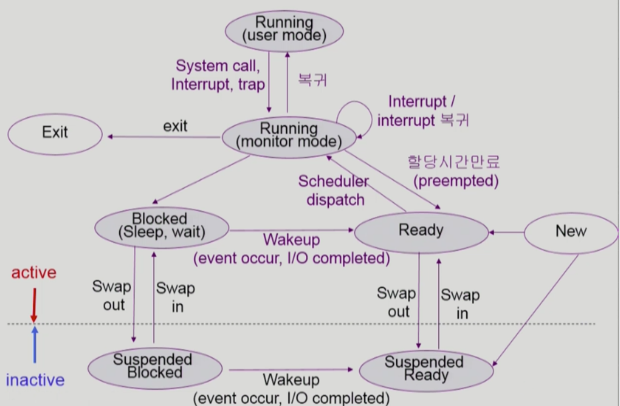 Running
(user mode)
System call,
Interrupt, trap
복귀
Interrupt /
interrupt 복귀
Exit
exit
Running
(monitor mode)
할당시간만료
(preempted)
Scheduler
dispatch
Blocked
(Sleep, wait)
Wakeup
(event occur, I/O completed)
Ready
New
active
Swap
out
Swap
in
Swap
out
Swap
in
inactive
Suspended
Blocked
Wakeup
(event occur, I/O completed)
Suspended
Ready